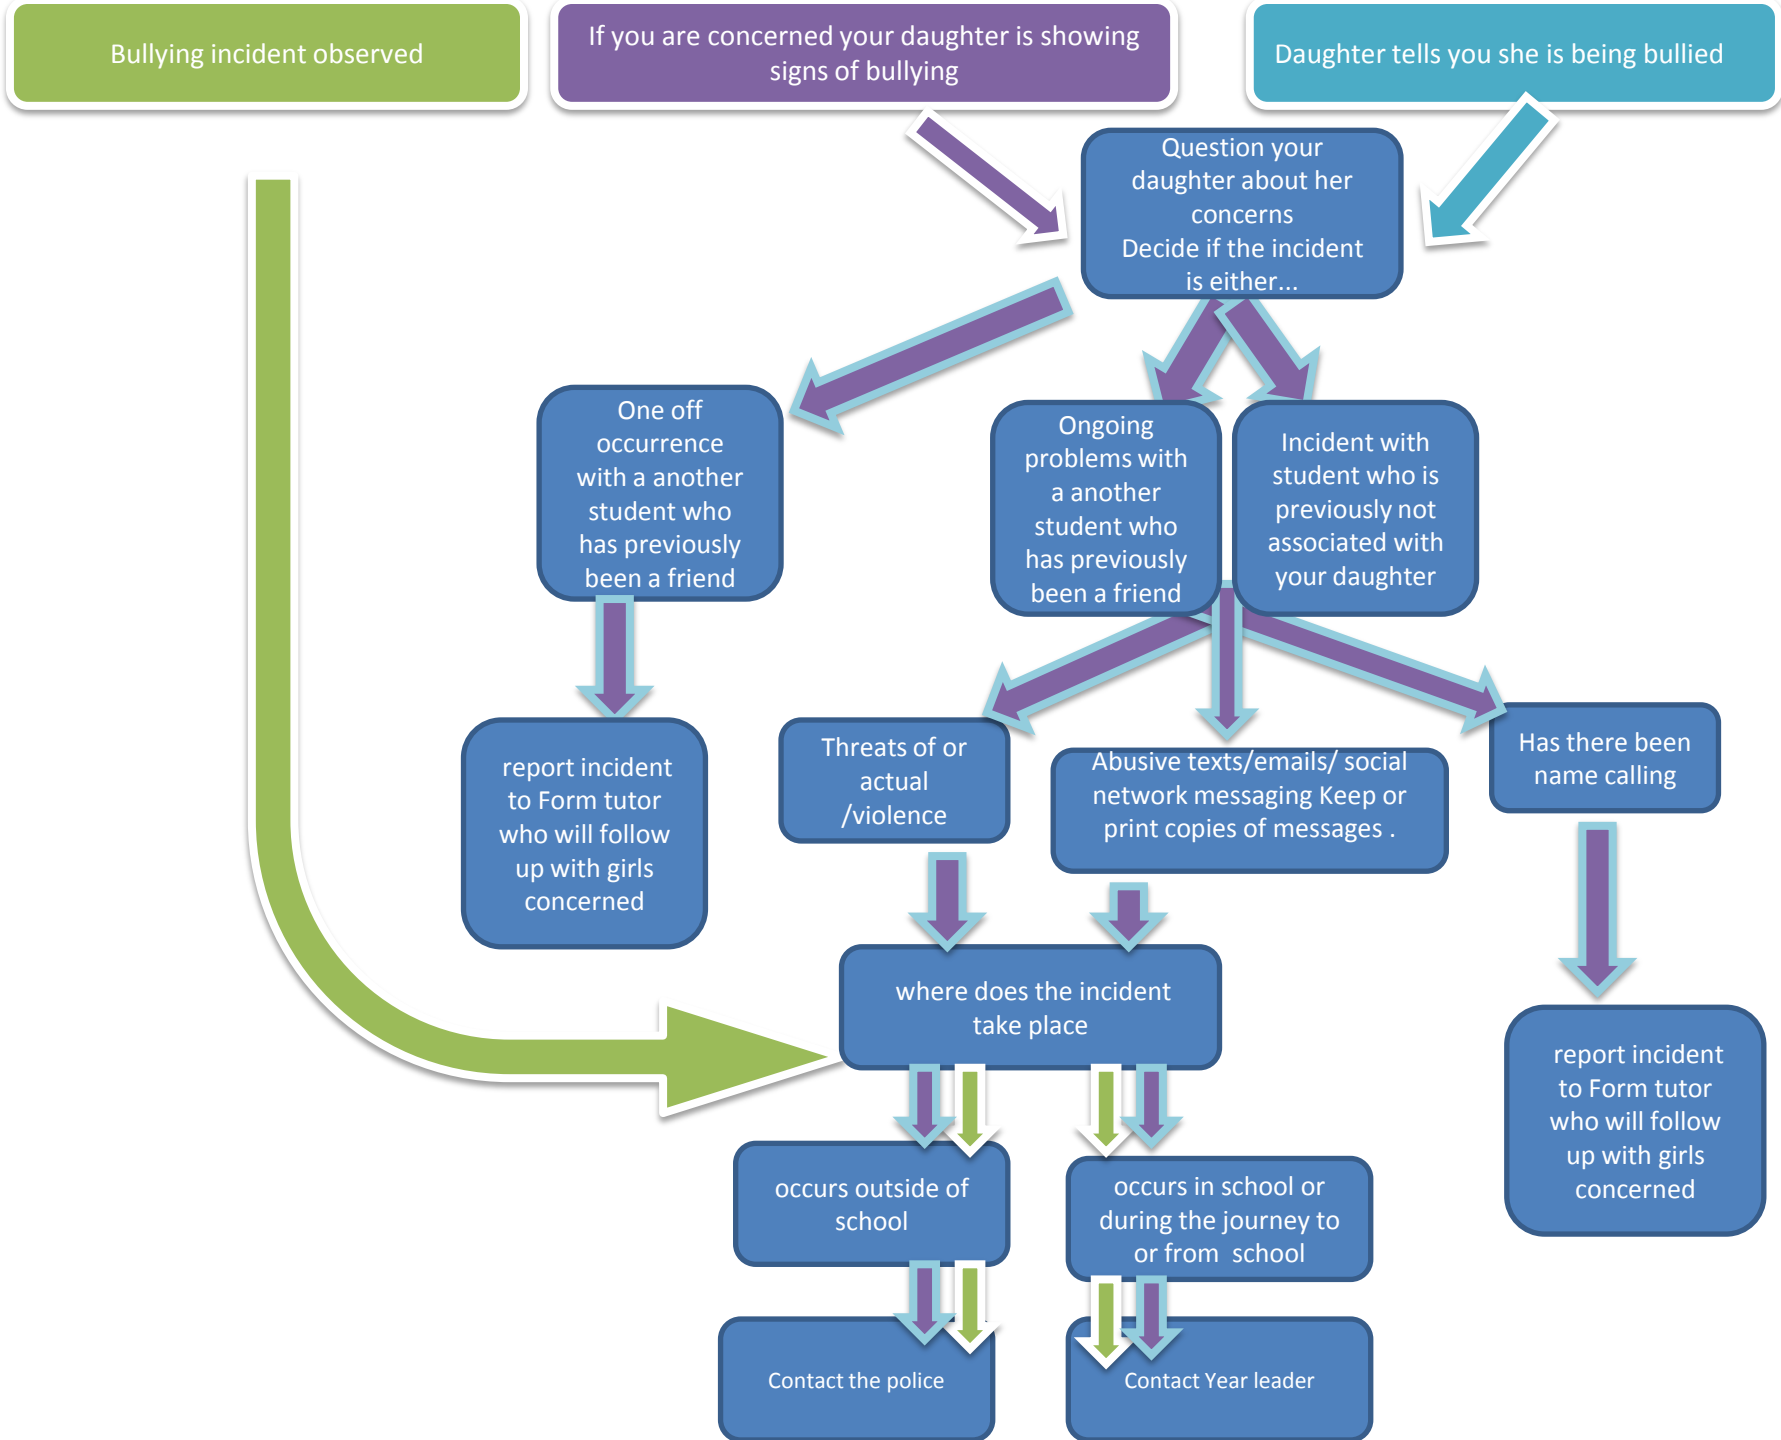 Bullying incident observed
If you are concerned your daughter is showing
signs of bullying
Daughter tells you she is being bullied
Question your
daughter about her
concerns
Decide if the incident
is either...
One off
occurrence
with a another
student who
has previously
been a friend
Ongoing
problems with
a another
student who
has previously
been a friend
Incident with
student who is
previously not
associated with
your daughter
report incident
to Form tutor
who will follow
up with girls
concerned
Threats of or
actual
/violence
Abusive texts/emails/ social
network messaging Keep or
print copies of messages .
Has there been
name calling
where does the incident
take place
report incident
to Form tutor
who will follow
up with girls
concerned
occurs outside of
school
occurs in school or
during the journey to
or from  school
Contact the police
Contact Year leader